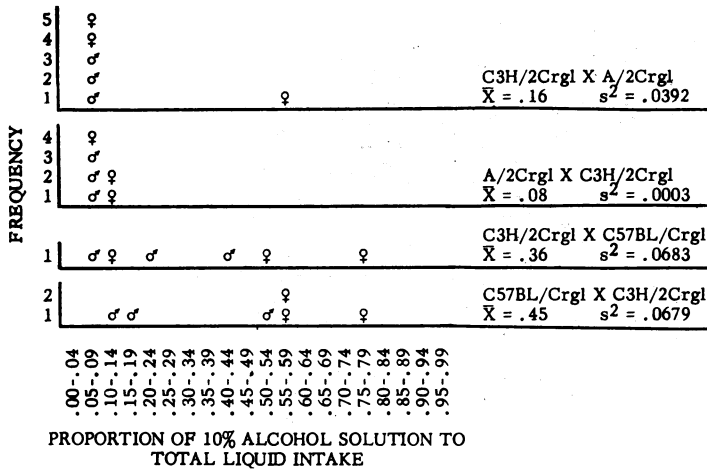 5 ♀
4 ♀
3 ♂
2 ♂
1 ♂ ♀
C3H/2Crgl X A/2Crgl
X̄ = .16 s² = .0392
4 ♀
3 ♂
2 ♂ ♀
1 ♂ ♀
A/2Crgl X C3H/2Crgl
X̄ = .08 s² = .0003
1 ♂ ♀ ♂ ♂ ♀ ♀
C3H/2Crgl X C57BL/Crgl
X̄ = .36 s² = .0683
2 ♀
1 ♂ ♂ ♂ ♀ ♀
C57BL/Crgl X C3H/2Crgl
X̄ = .45 s² = .0679
FREQUENCY
.00-.04
.05-.09
.10-.14
.15-.19
.20-.24
.25-.29
.30-.34
.35-.39
.40-.44
.45-.49
.50-.54
.55-.59
.60-.64
.65-.69
.70-.74
.75-.79
.80-.84
.85-.89
.90-.94
.95-.99
PROPORTION OF 10% ALCOHOL SOLUTION TO
TOTAL LIQUID INTAKE